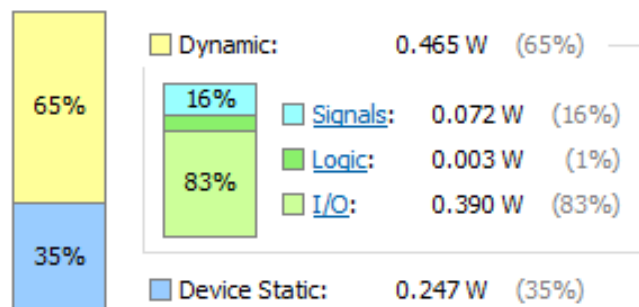 Dynamic: 0.465 W (65%)
65%
16%
Signals: 0.072 W (16%)
Logic: 0.003 W (1%)
83%
I/O: 0.390 W (83%)
35%
Device Static: 0.247 W (35%)